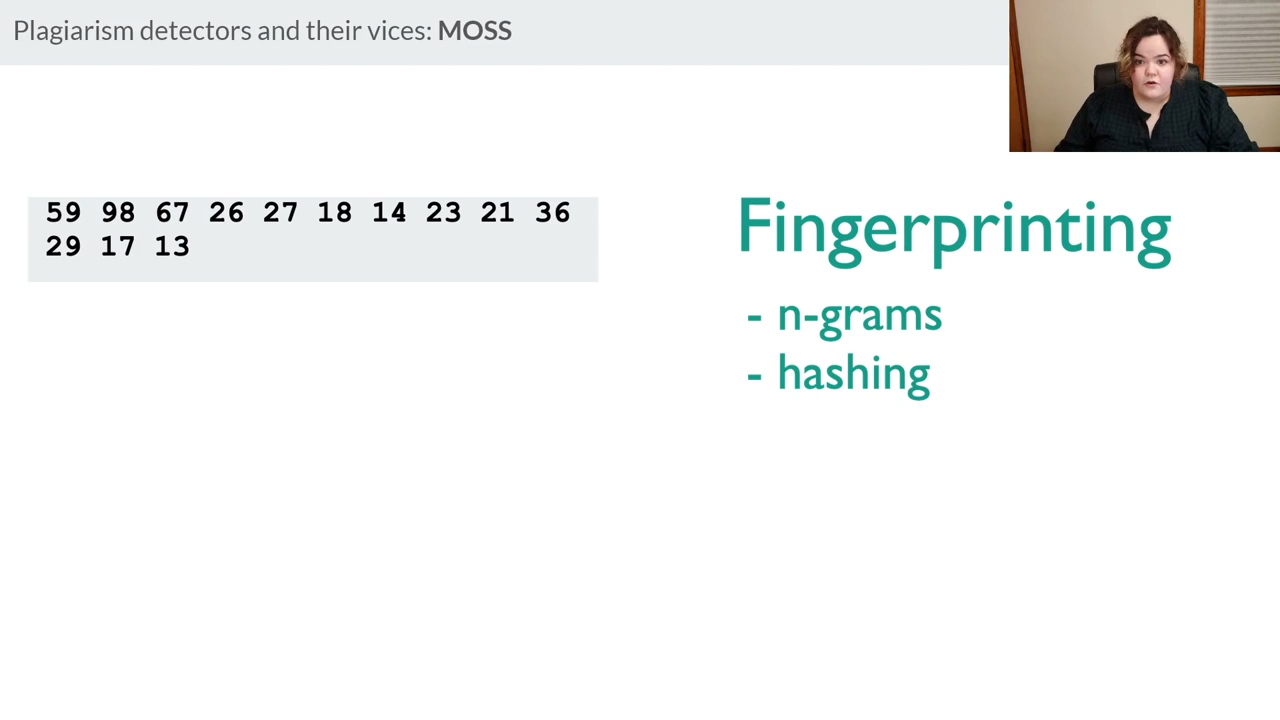 Plagiarism detectors and their vices: MOSS
59 98 67 26 27 18 14 23 21 36
29 17 13
Fingerprinting
- n-grams
- hashing